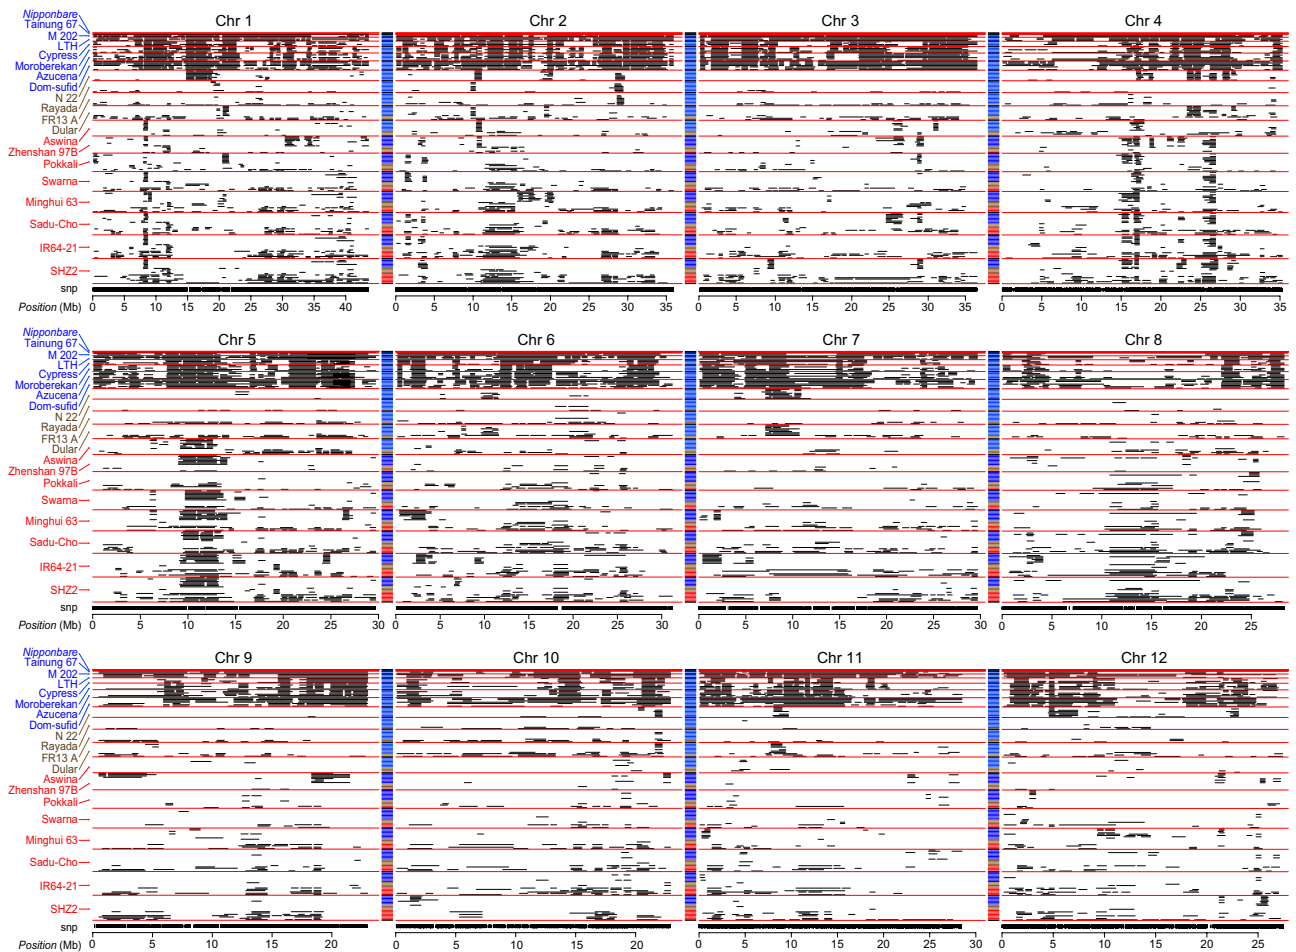 Chr 1 Chr 2 Chr 3 Chr 4
Nipponbare
Tainung 67
M 202
LTH
Cypress
Moroberekan
Azucena
Dom-sufid
N 22
Rayada
FR13 A
Dular
Aswina
Zhenshan 97B
Pokkali
Swarna
Minghui 63
Sadu-Cho
IR64-21
SHZ2
snp
Position (Mb) 0 5 10 15 20 25 30 35 40 0 5 10 15 20 25 30 35 0 5 10 15 20 25 30 35 0 5 10 15 20 25 30 35
Chr 5 Chr 6 Chr 7 Chr 8
Nipponbare
Tainung 67
M 202
LTH
Cypress
Moroberekan
Azucena
Dom-sufid
N 22
Rayada
FR13 A
Dular
Aswina
Zhenshan 97B
Pokkali
Swarna
Minghui 63
Sadu-Cho
IR64-21
SHZ2
snp
Position (Mb) 0 5 10 15 20 25 30 0 5 10 15 20 25 30 0 5 10 15 20 25 30 0 5 10 15 20 25
Chr 9 Chr 10 Chr 11 Chr 12
Nipponbare
Tainung 67
M 202
LTH
Cypress
Moroberekan
Azucena
Dom-sufid
N 22
Rayada
FR13 A
Dular
Aswina
Zhenshan 97B
Pokkali
Swarna
Minghui 63
Sadu-Cho
IR64-21
SHZ2
snp
Position (Mb) 0 5 10 15 20 0 5 10 15 20 0 5 10 15 20 25 30 0 5 10 15 20 25